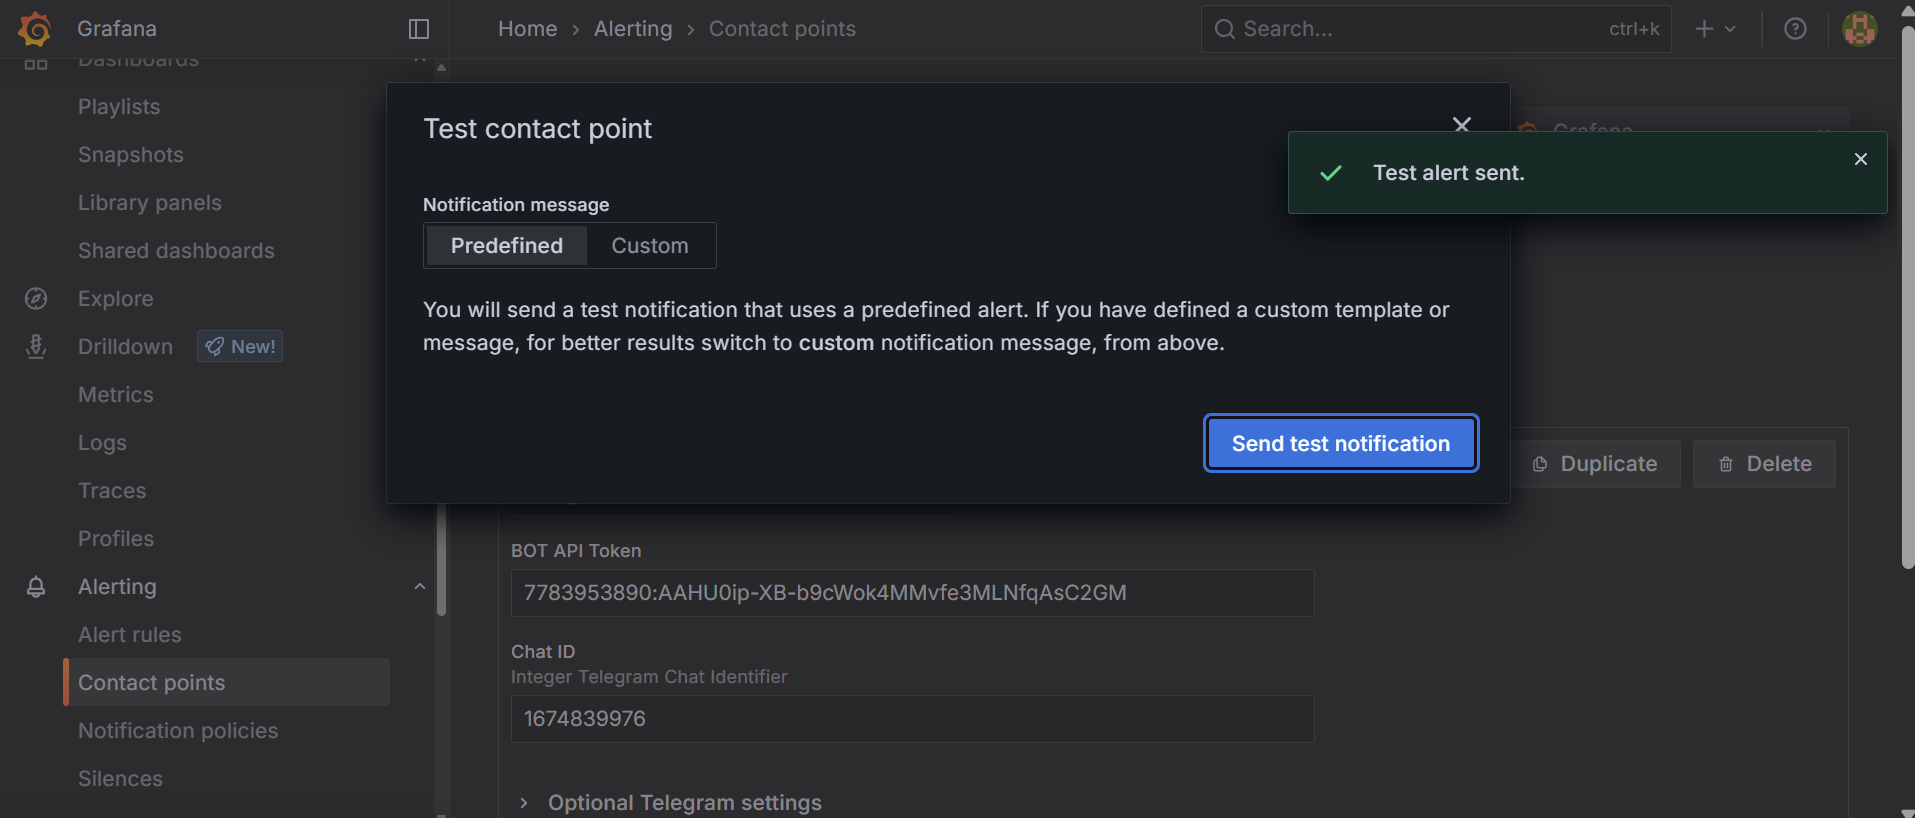 Grafana
Home › Alerting › Contact points
Search...
ctrl+k
Dashboards
Playlists
Snapshots
Library panels
Shared dashboards
Explore
Drilldown
New!
Metrics
Logs
Traces
Profiles
Alerting
Alert rules
Contact points
Notification policies
Silences
Test contact point
Grafana
Test alert sent.
Notification message
Predefined
Custom
You will send a test notification that uses a predefined alert. If you have defined a custom template or
message, for better results switch to custom notification message, from above.
Send test notification
Duplicate
Delete
BOT API Token
7783953890:AAHU0ip-XB-b9cWok4MMvfe3MLNfqAsC2GM
Chat ID
Integer Telegram Chat Identifier
1674839976
Optional Telegram settings